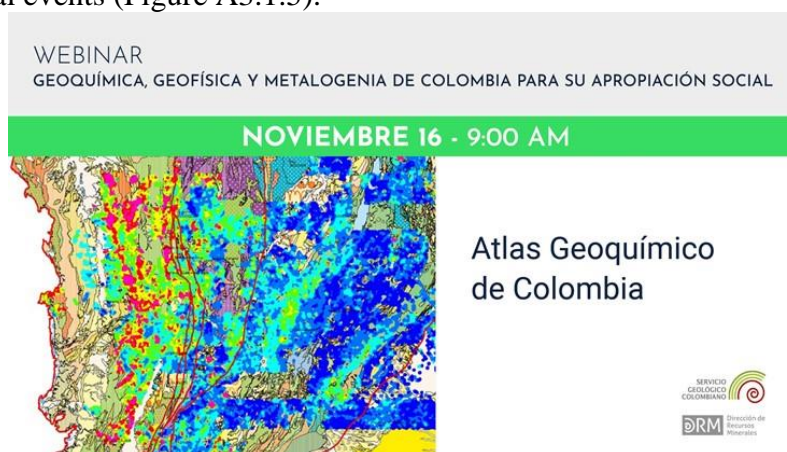 al events (Figure A3.1.3).
WEBINAR
GEOQUÍMICA, GEOFÍSICA Y METALOGENIA DE COLOMBIA PARA SU APROPIACIÓN SOCIAL
NOVIEMBRE 16 - 9:00 AM
Atlas Geoquímico
de Colombia
SERVICIO
GEOLÓGICO
COLOMBIANO
DRM
Dirección de
Recursos
Minerales